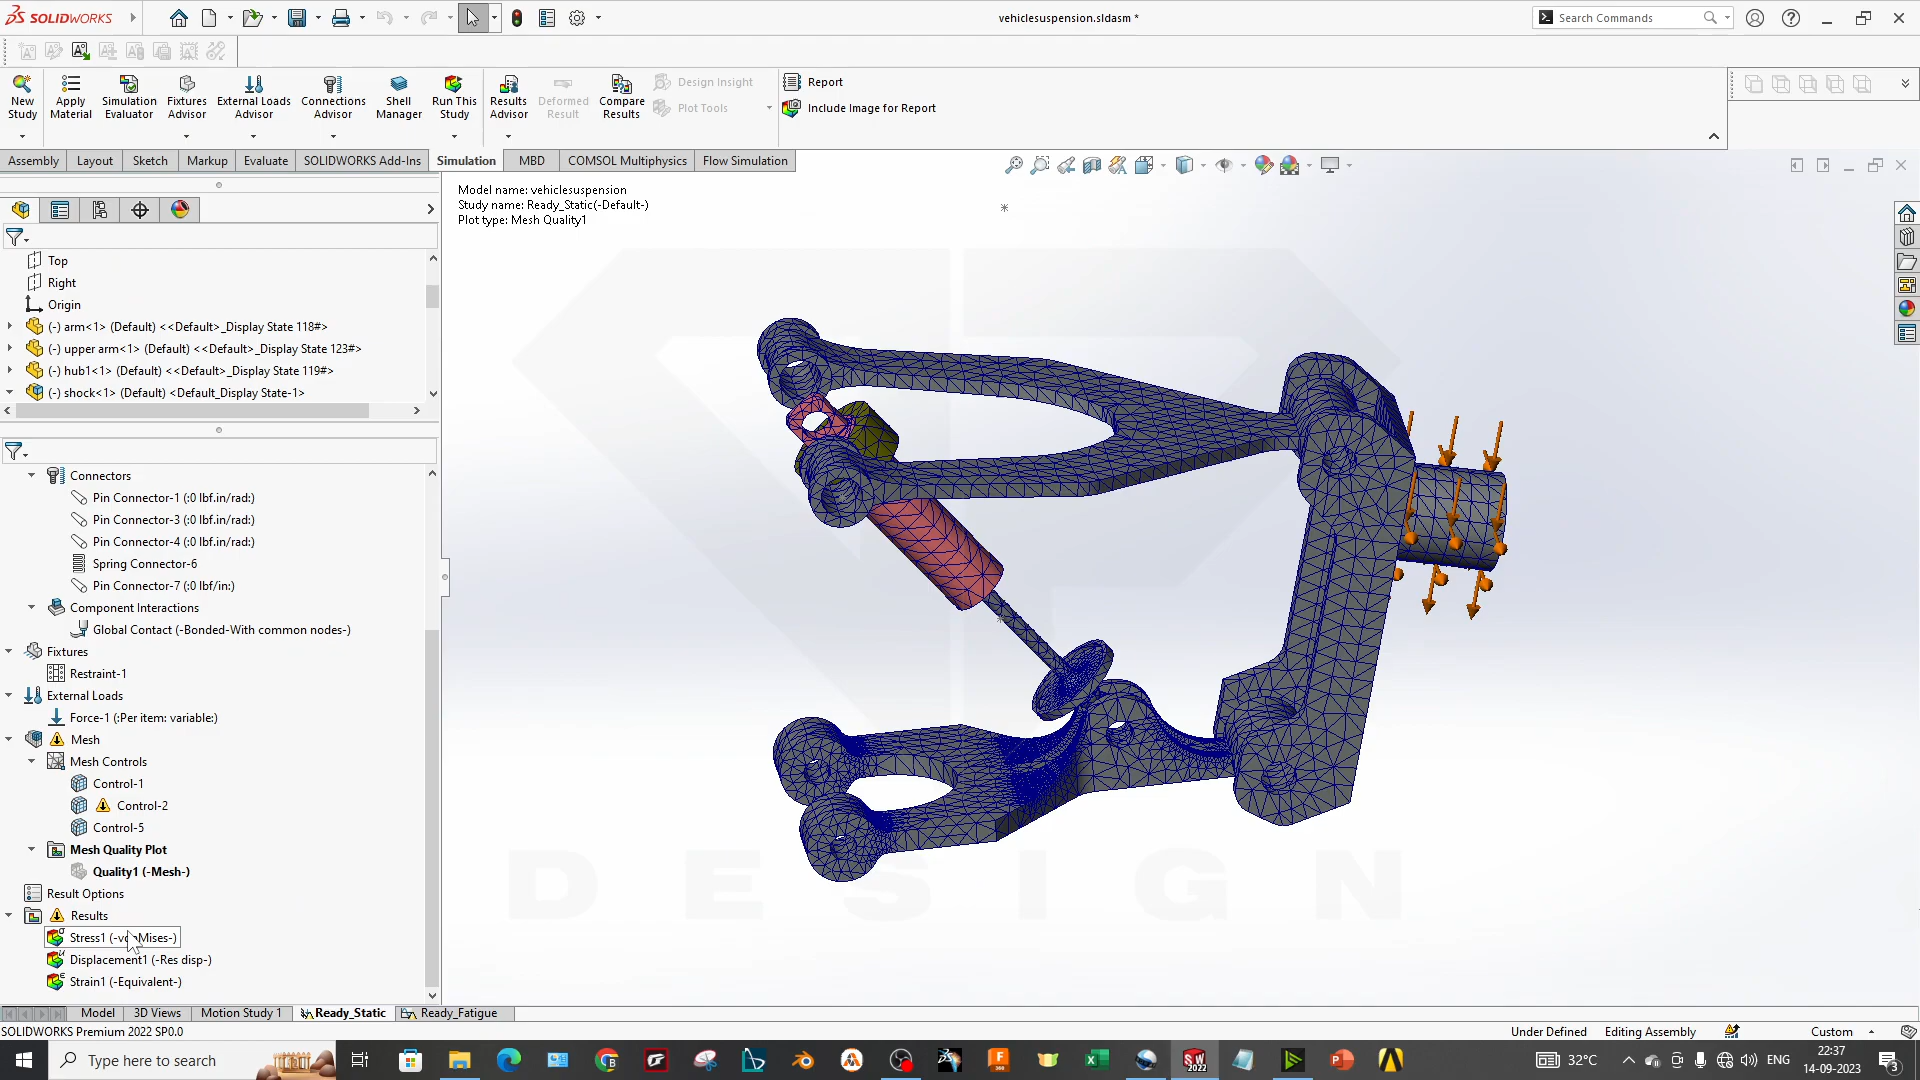 SOLIDWORKS
vehiclesuspension.sldasm *
Search Commands
New Study
Apply Material
Simulation Evaluator
Fixtures Advisor
External Loads Advisor
Connections Advisor
Shell Manager
Run This Study
Results Advisor
Deformed Result
Compare Results
Design Insight
Plot Tools
Report
Include Image for Report
Assembly
Layout
Sketch
Markup
Evaluate
SOLIDWORKS Add-Ins
Simulation
MBD
COMSOL Multiphysics
Flow Simulation
Model name: vehiclesuspension
Study name: Ready_Static(-Default-)
Plot type: Mesh Quality1
Top
Right
Origin
(-) arm<1> (Default) <<Default>_Display State 118#>
(-) upper arm<1> (Default) <<Default>_Display State 123#>
(-) hub1<1> (Default) <<Default>_Display State 119#>
(-) shock<1> (Default) <Default_Display State-1>
Connectors
Pin Connector-1 (:0 lbf.in/rad:)
Pin Connector-3 (:0 lbf.in/rad:)
Pin Connector-4 (:0 lbf.in/rad:)
Spring Connector-6
Pin Connector-7 (:0 lbf/in:)
Component Interactions
Global Contact (-Bonded-With common nodes-)
Fixtures
Restraint-1
External Loads
Force-1 (:Per item: variable:)
Mesh
Mesh Controls
Control-1
Control-2
Control-5
Mesh Quality Plot
Quality1 (-Mesh-)
Result Options
Results
Stress1 (-vonMises-)
Displacement1 (-Res disp-)
Strain1 (-Equivalent-)
DESIGN
Model
3D Views
Motion Study 1
Ready_Static
Ready_Fatigue
SOLIDWORKS Premium 2022 SP0.0
Under Defined
Editing Assembly
Custom
Type here to search
32°C
ENG
22:37
14-09-2023